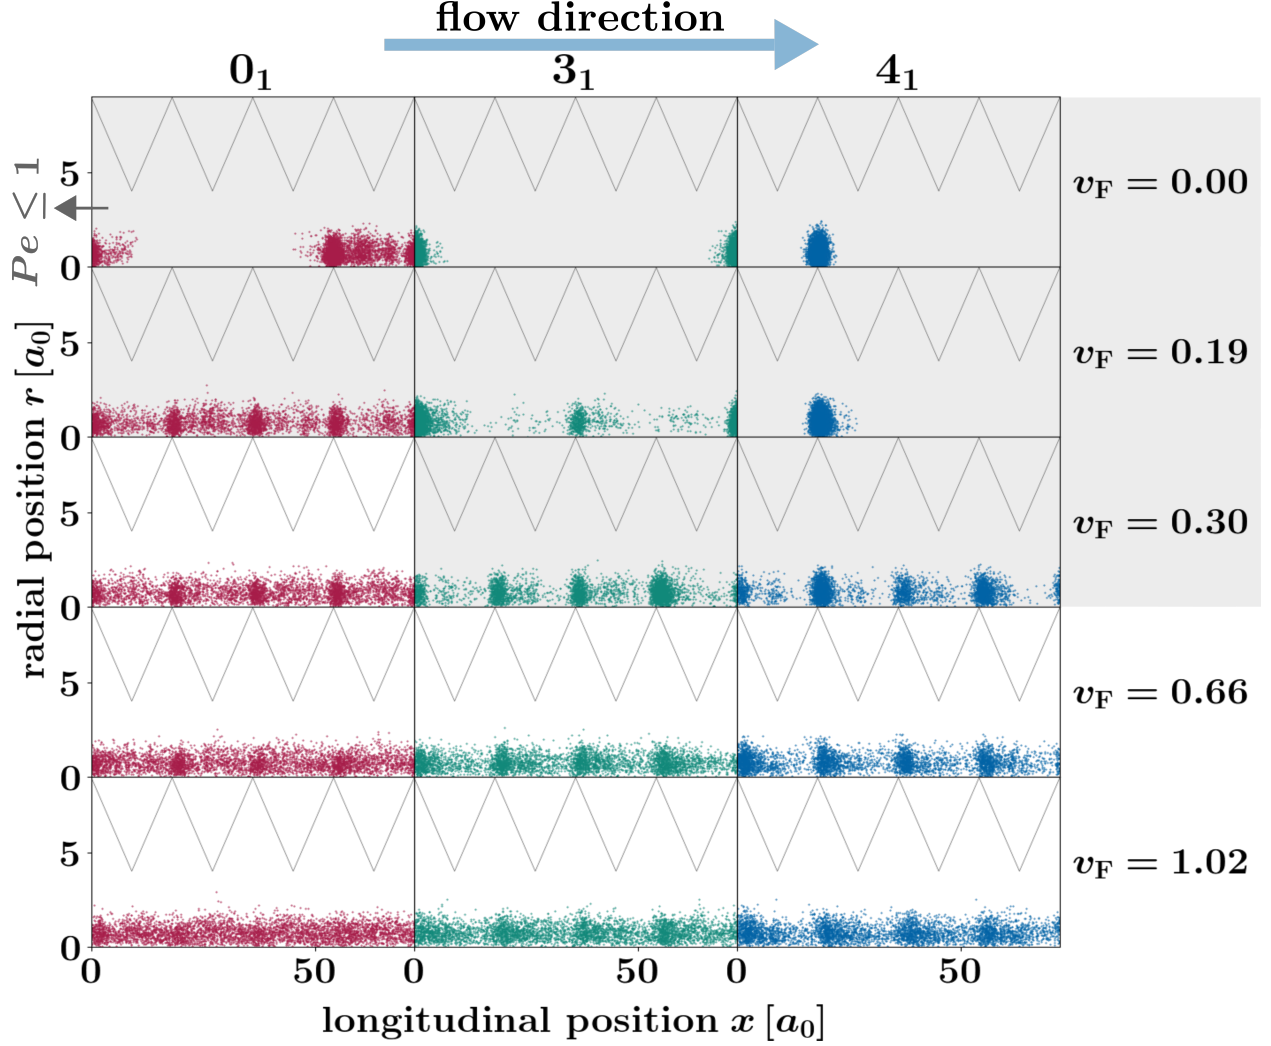 flow direction
0₁ 3₁ 4₁
Pe ≤ 1
radial position r [a₀]
5
0
v_F = 0.00
5
0
v_F = 0.19
5
0
v_F = 0.30
5
0
v_F = 0.66
5
0
v_F = 1.02
0 50 0 50 0 50
longitudinal position x [a₀]